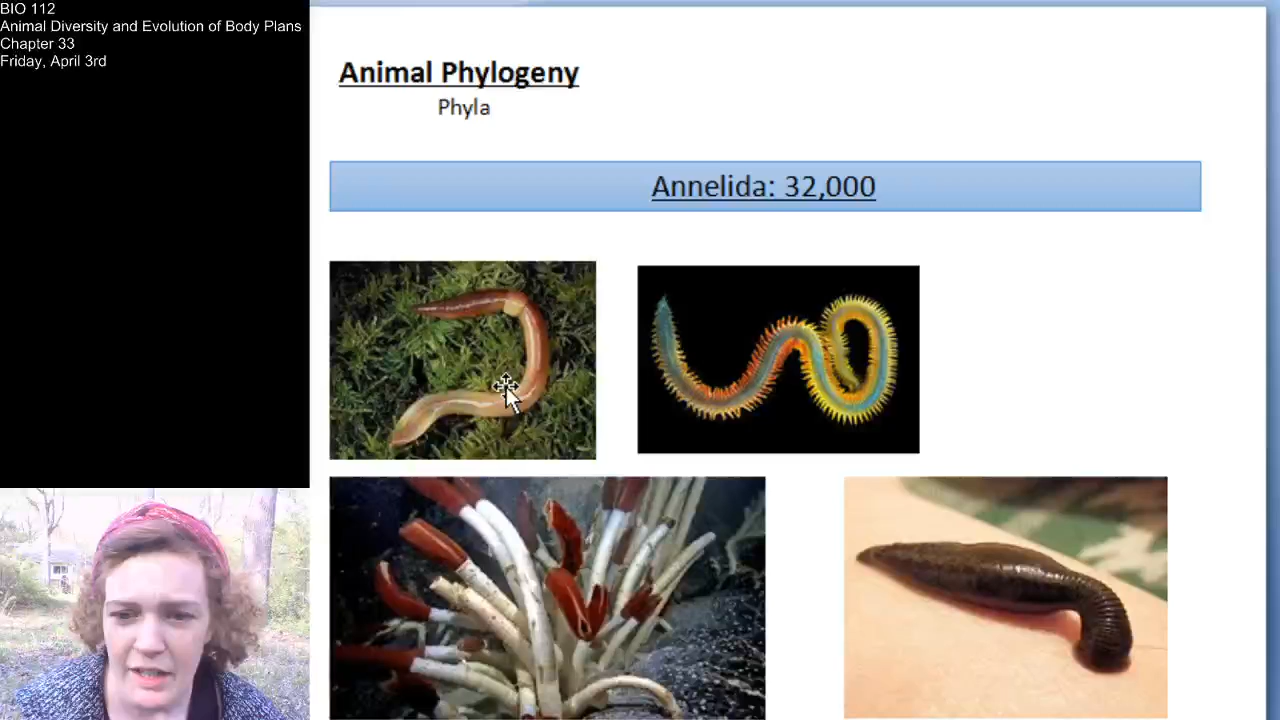 BIO 112
Animal Diversity and Evolution of Body Plans
Chapter 33
Friday, April 3rd
Animal Phylogeny
Phyla
Annelida: 32,000